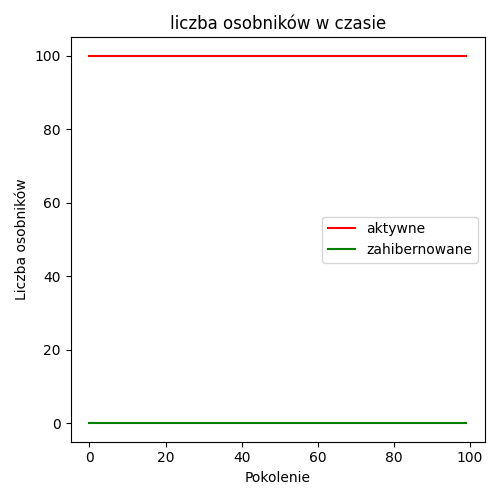 liczba osobników w czasie
100
80
60
40
20
0
Liczba osobników
aktywne
zahibernowane
0 20 40 60 80 100
Pokolenie